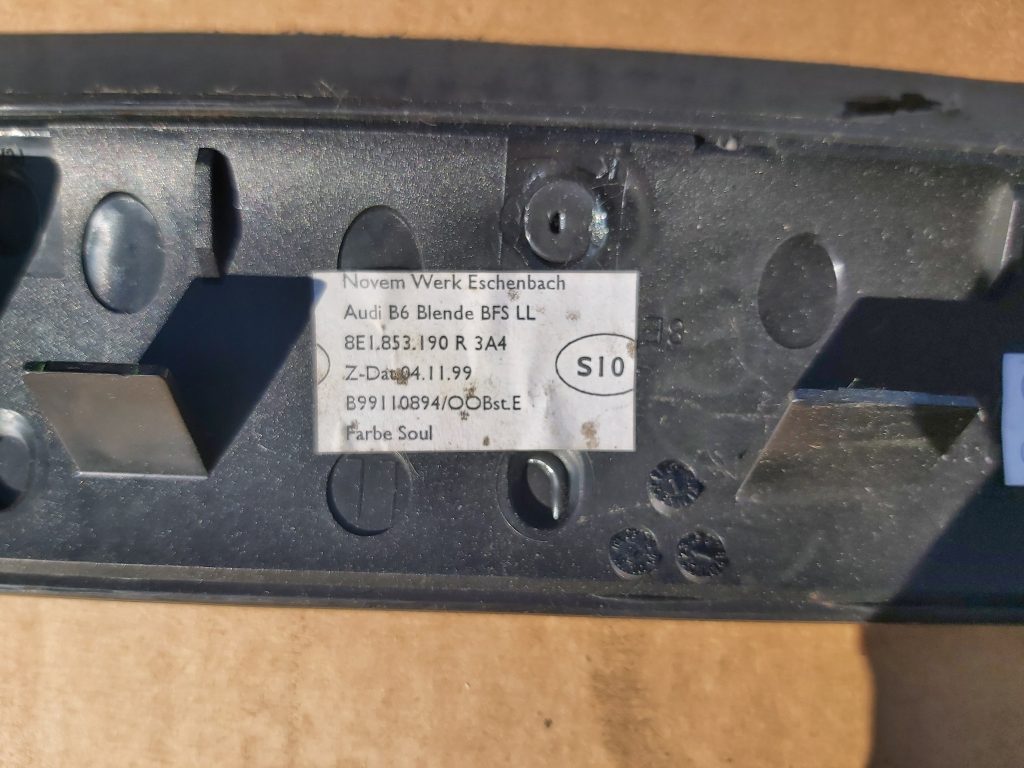 Novem Werk Eschenbach
Audi B6 Blende BFS LL
8E1.853.190 R 3A4
Z-Dat.04.11.99
S10
B99110894/OOBst.E
Farbe Soul